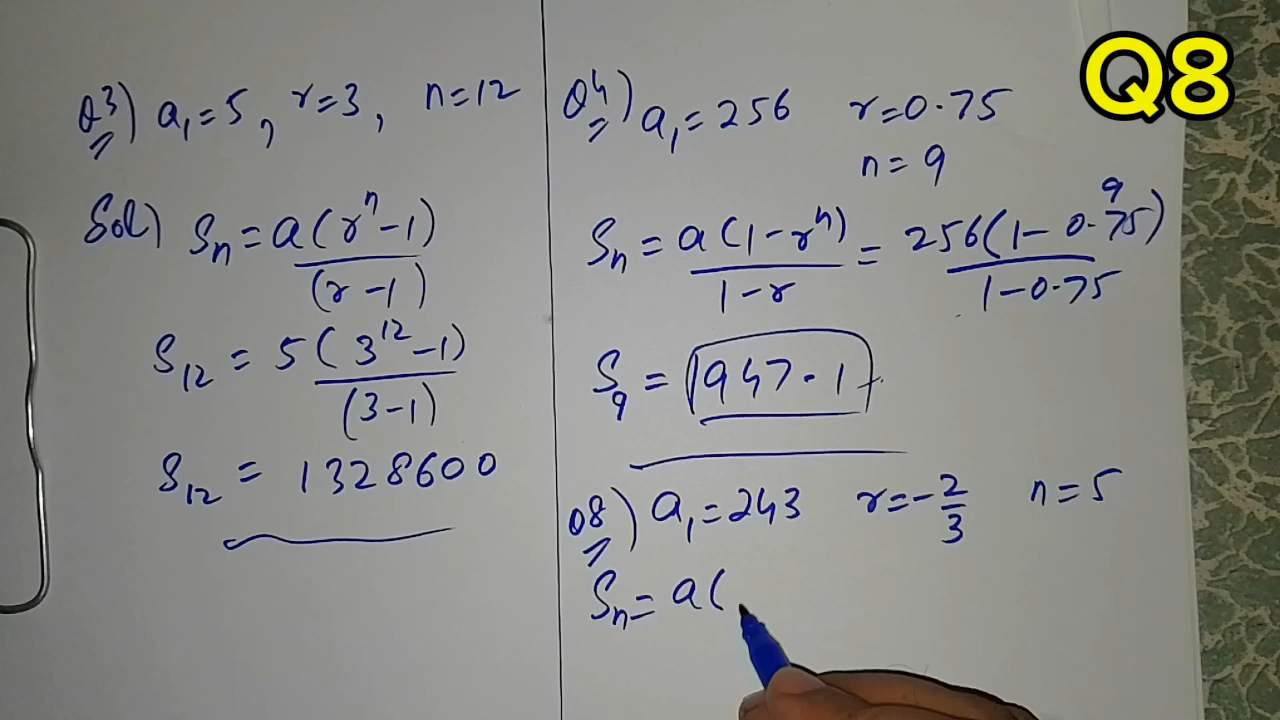 Q8
Q3) a₁=5, r=3, n=12
Sol) Sₙ = a(rⁿ-1)
(r-1)
S₁₂ = 5(3¹²-1)
(3-1)
S₁₂ = 1328600
Q4) a₁=256 r=0.75
n=9
Sₙ = a(1-rⁿ) = 256(1-0.75⁹)
1-r 1-0.75
S₉ = 947.1
Q8) a₁=243 r=-2/3 n=5
Sₙ= a(